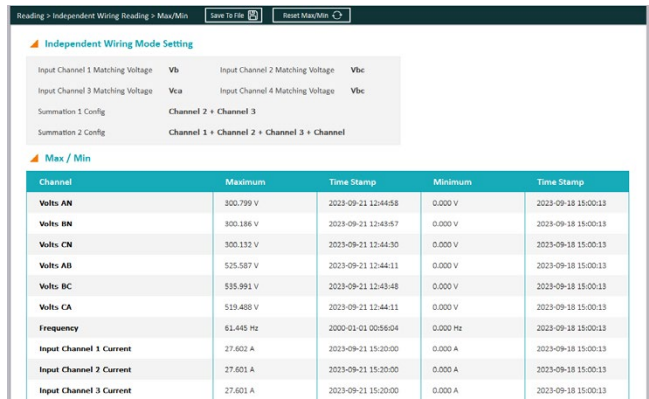 Reading > Independent Wiring Reading > Max/Min Save To File Reset Max/Min
Independent Wiring Mode Setting
Input Channel 1 Matching Voltage Vb Input Channel 2 Matching Voltage Vbc
Input Channel 3 Matching Voltage Vca Input Channel 4 Matching Voltage Vbc
Summation 1 Config Channel 2 + Channel 3
Summation 2 Config Channel 1 + Channel 2 + Channel 3 + Channel
Max / Min
Channel Maximum Time Stamp Minimum Time Stamp
Volts AN 300.799 V 2023-09-21 12:44:58 0.000 V 2023-09-18 15:00:13
Volts BN 300.186 V 2023-09-21 12:43:57 0.000 V 2023-09-18 15:00:13
Volts CN 300.132 V 2023-09-21 12:44:30 0.000 V 2023-09-18 15:00:13
Volts AB 525.587 V 2023-09-21 12:44:11 0.000 V 2023-09-18 15:00:13
Volts BC 535.991 V 2023-09-21 12:43:48 0.000 V 2023-09-18 15:00:13
Volts CA 519.488 V 2023-09-21 12:44:11 0.000 V 2023-09-18 15:00:13
Frequency 61.445 Hz 2000-01-01 00:56:04 0.000 Hz 2023-09-18 15:00:13
Input Channel 1 Current 27.602 A 2023-09-21 15:20:00 0.000 A 2023-09-18 15:00:13
Input Channel 2 Current 27.601 A 2023-09-21 15:20:00 0.000 A 2023-09-18 15:00:13
Input Channel 3 Current 27.601 A 2023-09-21 15:20:00 0.000 A 2023-09-18 15:00:13